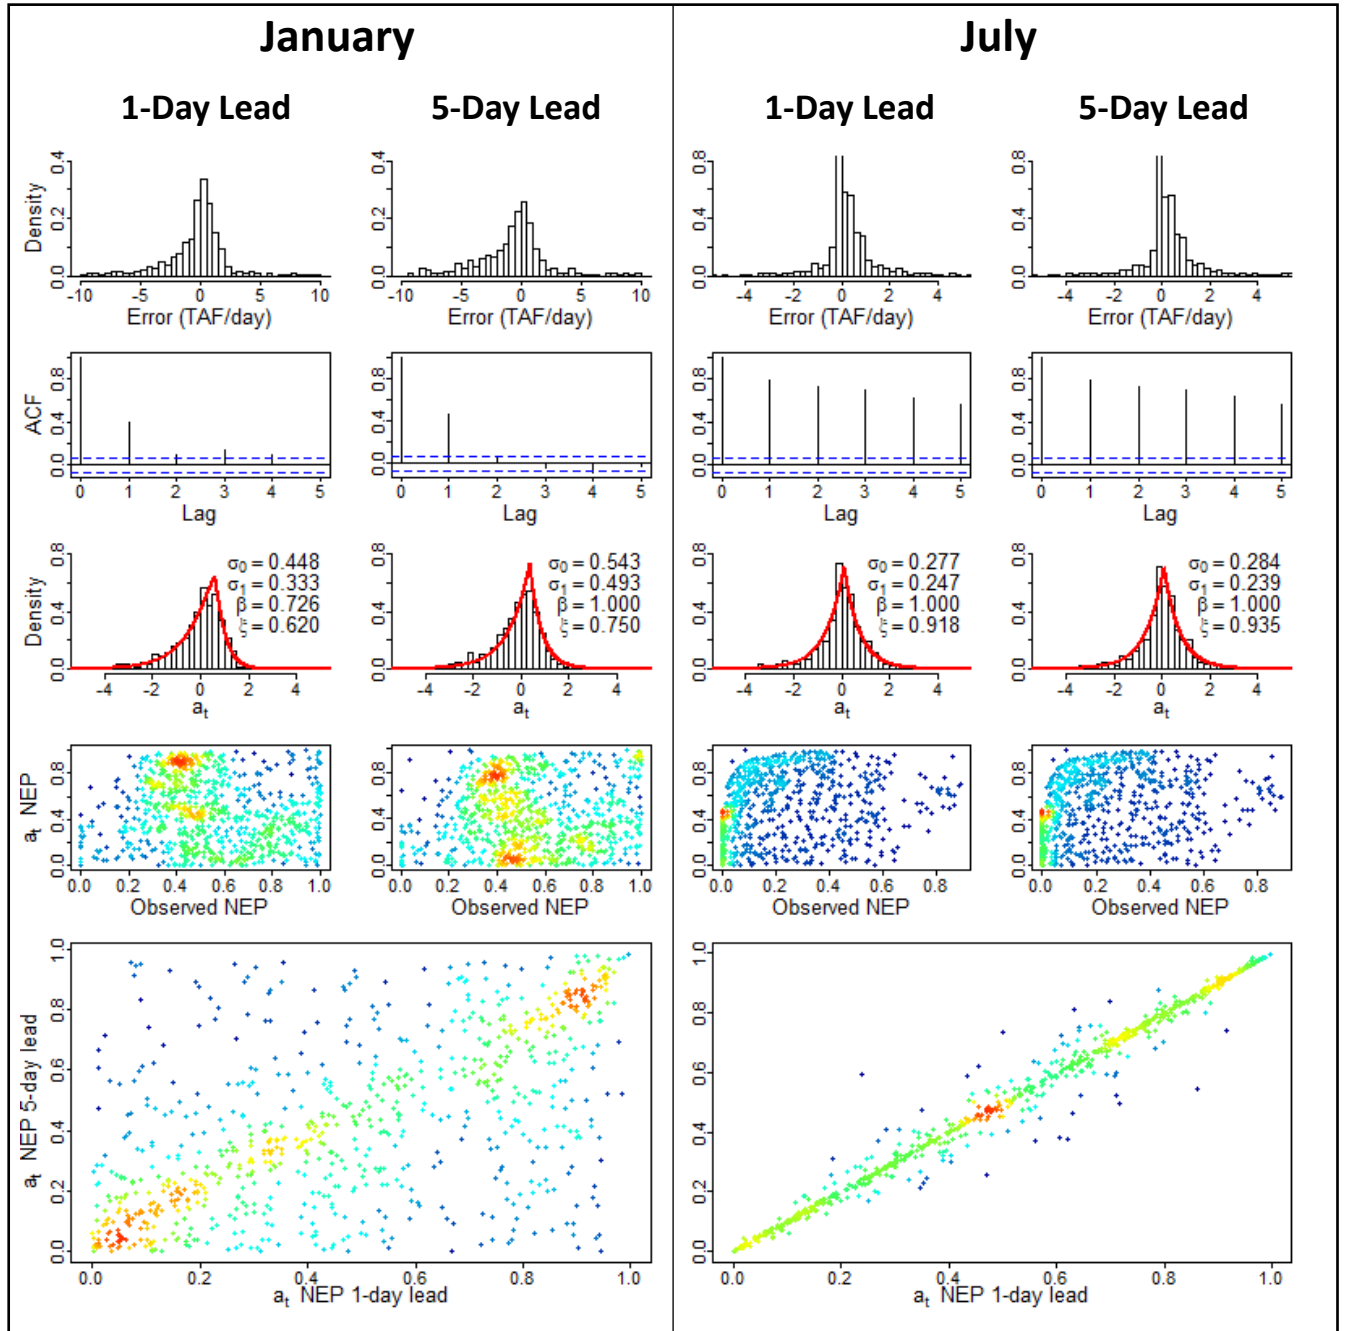 January July
1-Day Lead 5-Day Lead 1-Day Lead 5-Day Lead
Density
0.0 0.2 0.4
-10 -5 0 5 10
Error (TAF/day)
0.0 0.2 0.4
-10 -5 0 5 10
Error (TAF/day)
0.0 0.4 0.8
-4 -2 0 2 4
Error (TAF/day)
0.0 0.4 0.8
-4 -2 0 2 4
Error (TAF/day)
ACF
0.0 0.4 0.8
0 1 2 3 4 5
Lag
0.0 0.4 0.8
0 1 2 3 4 5
Lag
0.0 0.4 0.8
0 1 2 3 4 5
Lag
0.0 0.4 0.8
0 1 2 3 4 5
Lag
Density
0.0 0.4 0.8
σ0 = 0.448
σ1 = 0.333
β = 0.726
ξ = 0.620
-4 -2 0 2 4
at
0.0 0.4 0.8
σ0 = 0.543
σ1 = 0.493
β = 1.000
ξ = 0.750
-4 -2 0 2 4
at
0.0 0.4 0.8
σ0 = 0.277
σ1 = 0.247
β = 1.000
ξ = 0.918
-4 -2 0 2 4
at
0.0 0.4 0.8
σ0 = 0.284
σ1 = 0.239
β = 1.000
ξ = 0.935
-4 -2 0 2 4
at
at NEP
0.0 0.4 0.8
0.0 0.2 0.4 0.6 0.8 1.0
Observed NEP
0.0 0.4 0.8
0.0 0.2 0.4 0.6 0.8 1.0
Observed NEP
0.0 0.4 0.8
0.0 0.2 0.4 0.6 0.8
Observed NEP
0.0 0.4 0.8
0.0 0.2 0.4 0.6 0.8
Observed NEP
at NEP 5-day lead
0.0 0.2 0.4 0.6 0.8 1.0
0.0 0.2 0.4 0.6 0.8 1.0
at NEP 1-day lead
0.0 0.2 0.4 0.6 0.8 1.0
0.0 0.2 0.4 0.6 0.8 1.0
at NEP 1-day lead